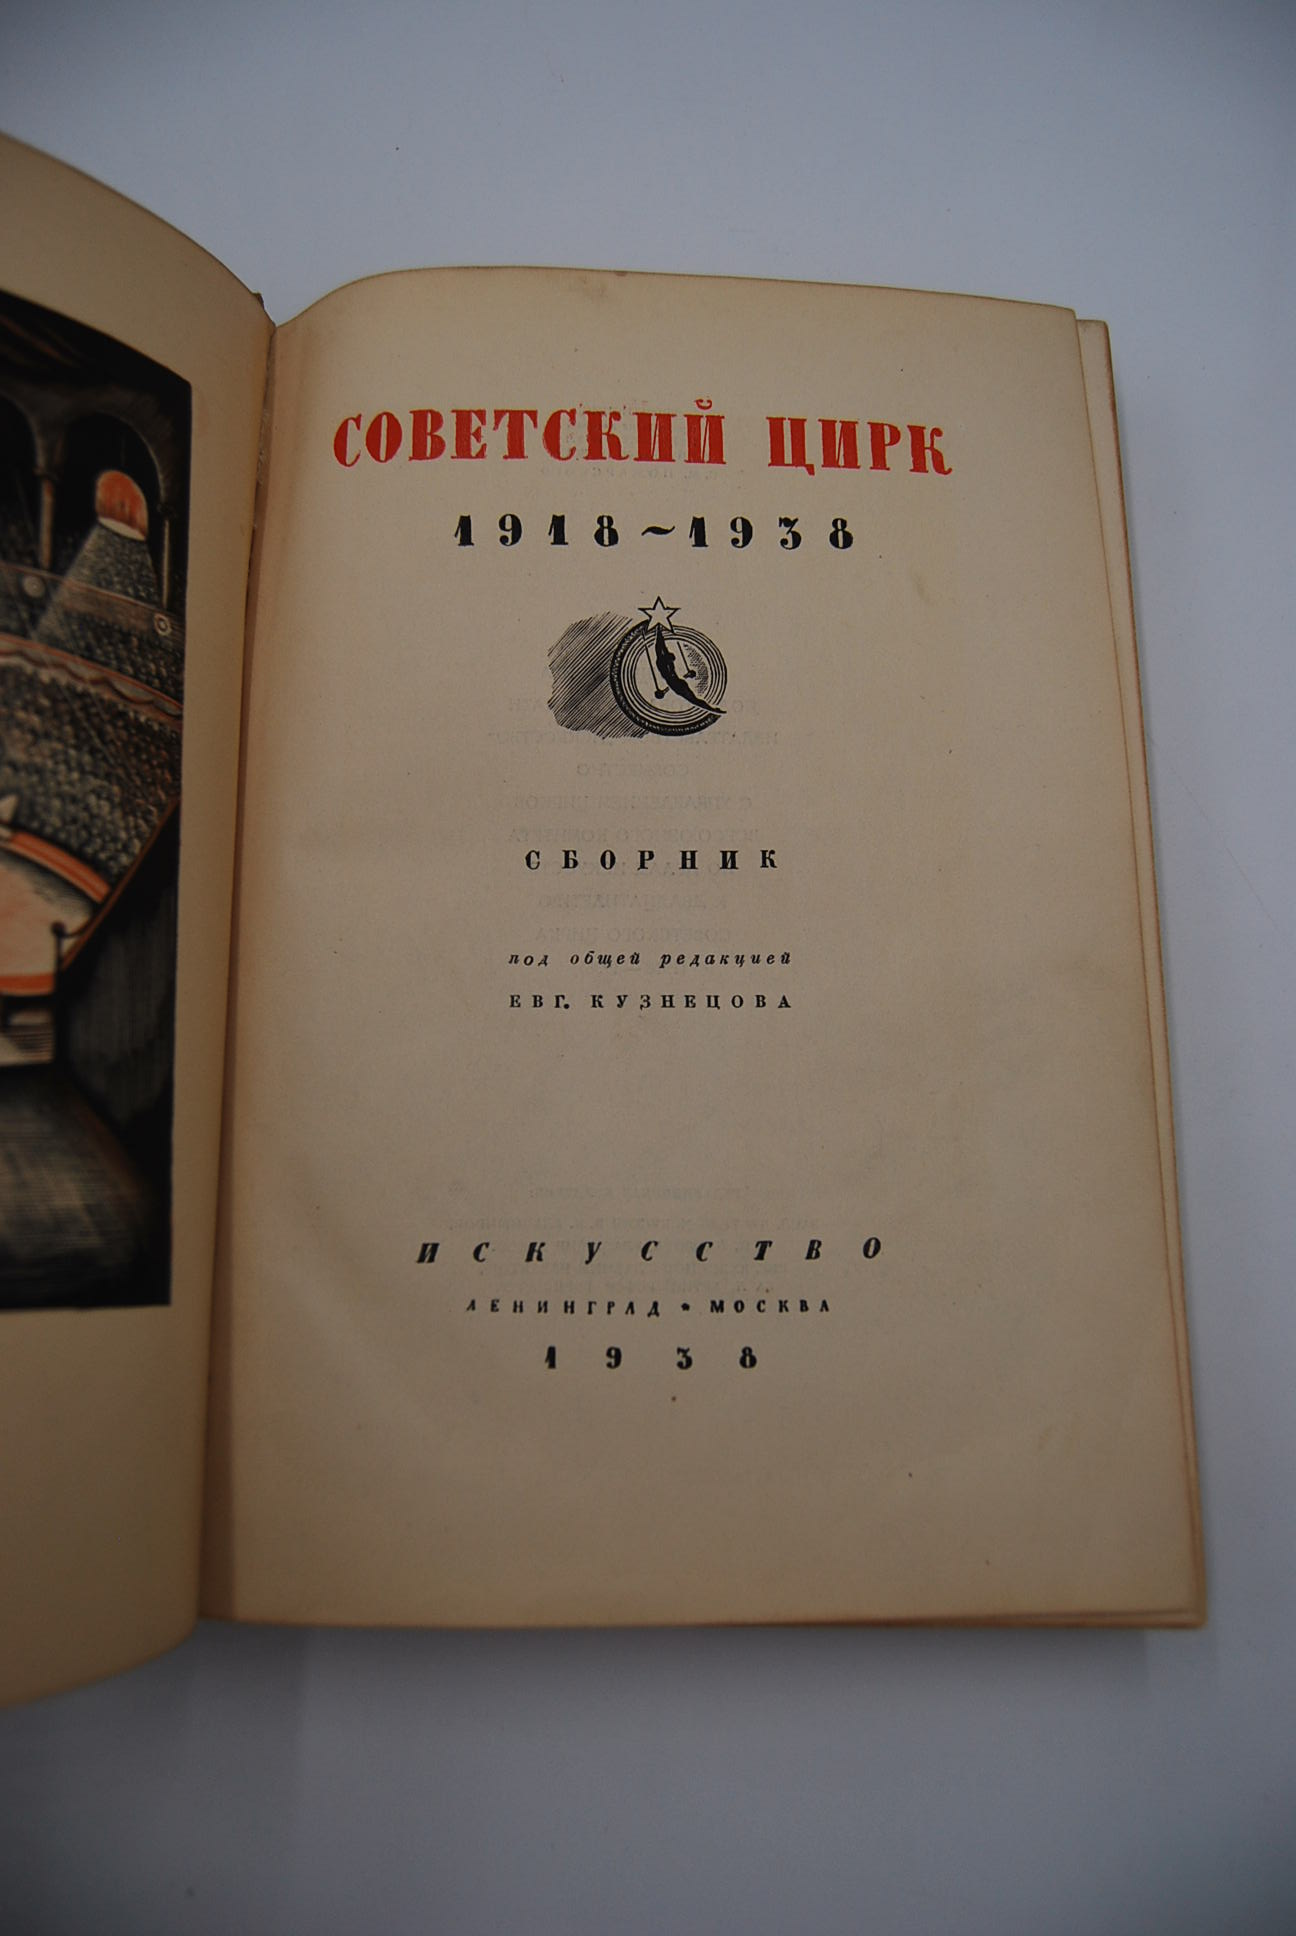 СОВЕТСКИЙ ЦИРК
1918~1938
СБОРНИК
под общей редакцией
ЕВГ. КУЗНЕЦОВА
ИСКУССТВО
ЛЕНИНГРАД * МОСКВА
1938